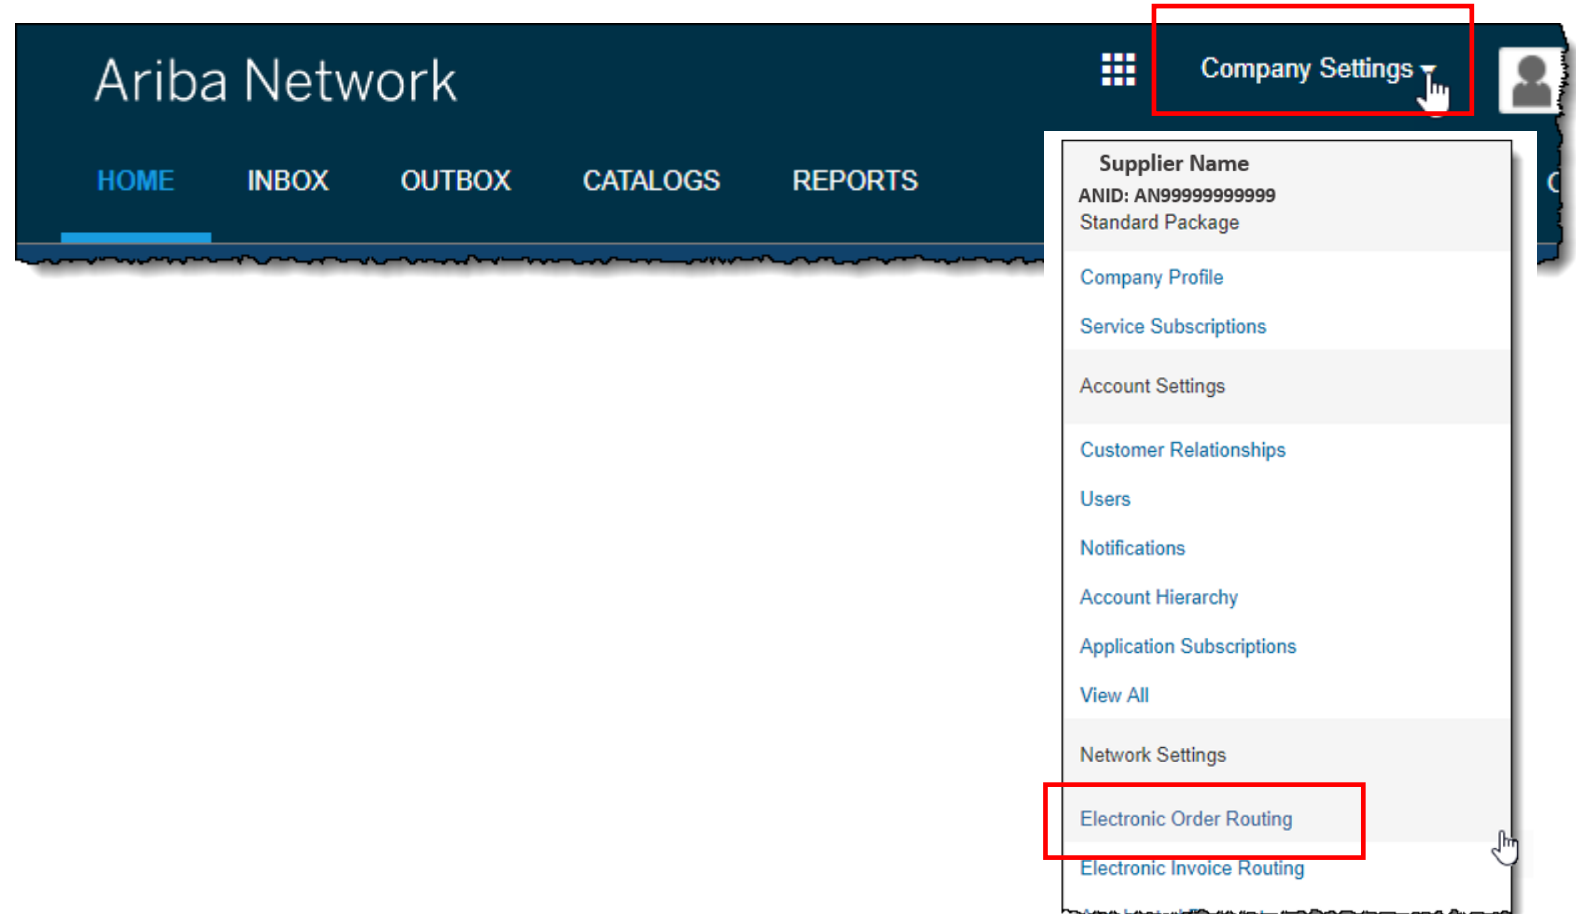 Ariba Network
Company Settings
HOME INBOX OUTBOX CATALOGS REPORTS
Supplier Name
ANID: AN99999999999
Standard Package
Company Profile
Service Subscriptions
Account Settings
Customer Relationships
Users
Notifications
Account Hierarchy
Application Subscriptions
View All
Network Settings
Electronic Order Routing
Electronic Invoice Routing